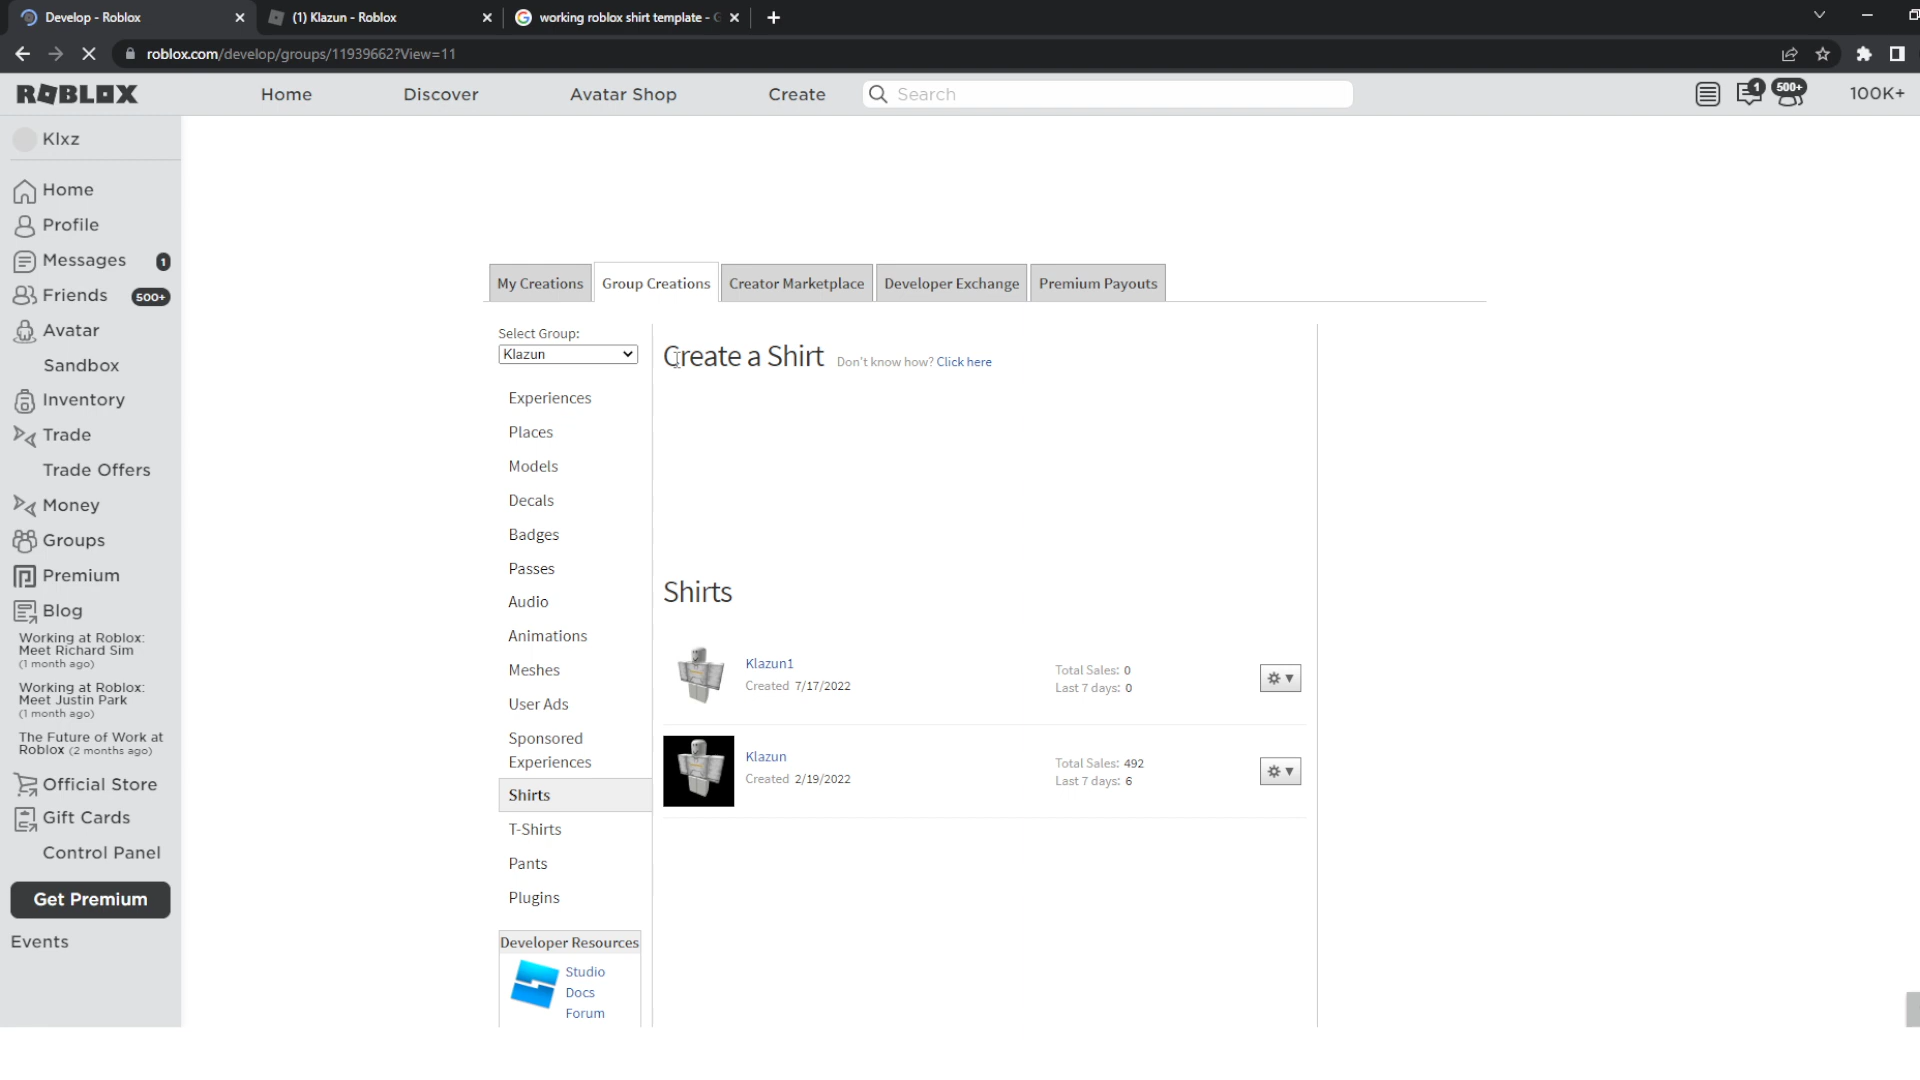 Develop - Roblox
(1) Klazun - Roblox
working roblox shirt template - G
roblox.com/develop/groups/11939662?View=11
ROBLOX
Home
Discover
Avatar Shop
Create
Search
1
500+
100K+
Klxz
Home
Profile
Messages 1
Friends 500+
Avatar
Sandbox
Inventory
Trade
Trade Offers
Money
Groups
Premium
Blog
Working at Roblox:
Meet Richard Sim
(1 month ago)
Working at Roblox:
Meet Justin Park
(1 month ago)
The Future of Work at
Roblox (2 months ago)
Official Store
Gift Cards
Control Panel
Get Premium
Events
My Creations
Group Creations
Creator Marketplace
Developer Exchange
Premium Payouts
Select Group:
Klazun
Experiences
Places
Models
Decals
Badges
Passes
Audio
Animations
Meshes
User Ads
Sponsored
Experiences
Shirts
T-Shirts
Pants
Plugins
Developer Resources
Studio
Docs
Forum
Create a Shirt Don't know how? Click here
Shirts
Klazun1
Created 7/17/2022
Total Sales: 0
Last 7 days: 0
Klazun
Created 2/19/2022
Total Sales: 492
Last 7 days: 6